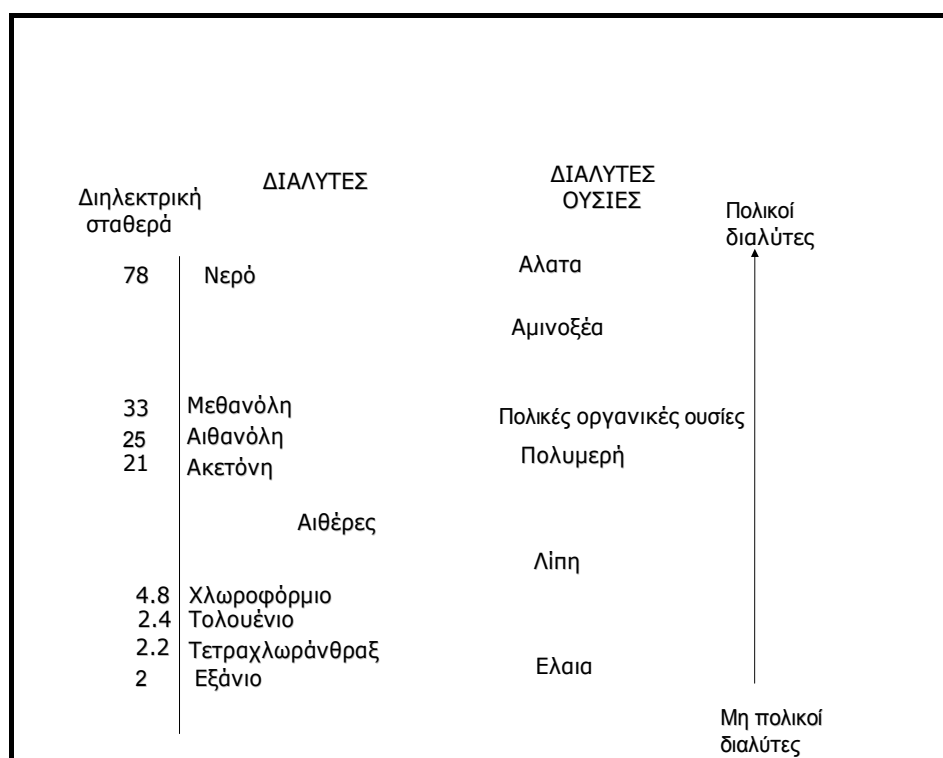 Διηλεκτρική
σταθερά
ΔΙΑΛΥΤΕΣ
ΔΙΑΛΥΤΕΣ
ΟΥΣΙΕΣ
Πολικοί
διαλύτες
78 Νερό
Αλατα
Αμινοξέα
33 Μεθανόλη
Πολικές οργανικές ουσίες
25 Αιθανόλη
21 Ακετόνη
Πολυμερή
Αιθέρες
Λίπη
4.8 Χλωροφόρμιο
2.4 Τολουένιο
2.2 Τετραχλωράνθραξ
2 Εξάνιο
Ελαια
Μη πολικοί
διαλύτες